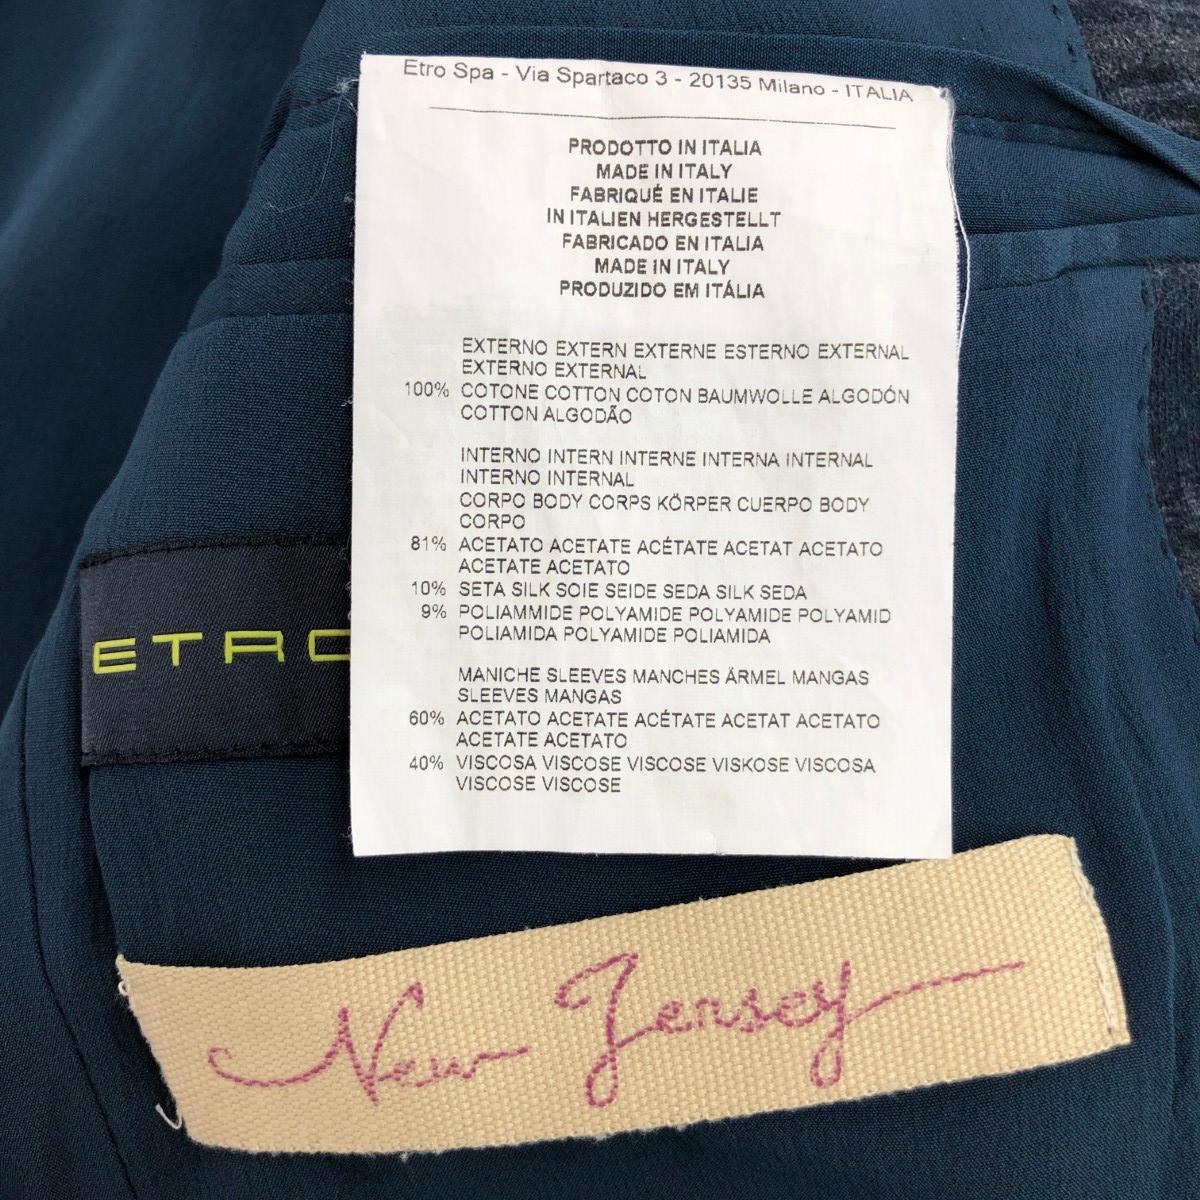 Etro Spa - Via Spartaco 3 - 20135 Milano - ITALIA
PRODOTTO IN ITALIA
MADE IN ITALY
FABRIQUÉ EN ITALIE
IN ITALIEN HERGESTELLT
FABRICADO EN ITALIA
MADE IN ITALY
PRODUZIDO EM ITÁLIA
EXTERNO EXTERN EXTERNE ESTERNO EXTERNAL
EXTERNO EXTERNAL
100% COTONE COTTON COTON BAUMWOLLE ALGODÓN
COTTON ALGODÃO
INTERNO INTERN INTERNE INTERNA INTERNAL
INTERNO INTERNAL
CORPO BODY CORPS KÖRPER CUERPO BODY
CORPO
81% ACETATO ACETATE ACÉTATE ACETAT ACETATO
ACETATE ACETATO
10% SETA SILK SOIE SEIDE SEDA SILK SEDA
9% POLIAMMIDE POLYAMIDE POLYAMIDE POLYAMID
POLIAMIDA POLYAMIDE POLIAMIDA
MANICHE SLEEVES MANCHES ÄRMEL MANGAS
SLEEVES MANGAS
60% ACETATO ACETATE ACÉTATE ACETAT ACETATO
ACETATE ACETATO
40% VISCOSA VISCOSE VISCOSE VISKOSE VISCOSA
VISCOSE VISCOSE
ETRO
New Jersey